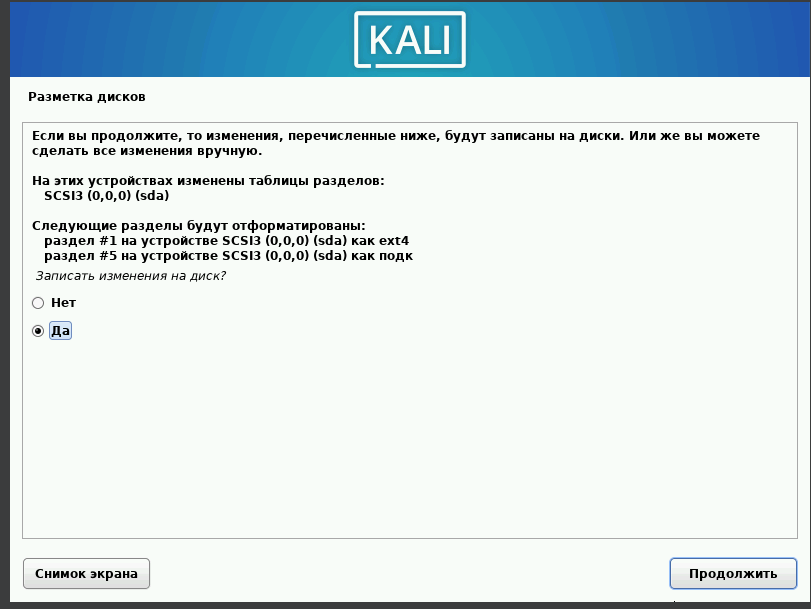 KALI
Разметка дисков
Если вы продолжите, то изменения, перечисленные ниже, будут записаны на диски. Или же вы можете
сделать все изменения вручную.
На этих устройствах изменены таблицы разделов:
SCSI3 (0,0,0) (sda)
Следующие разделы будут отформатированы:
раздел #1 на устройстве SCSI3 (0,0,0) (sda) как ext4
раздел #5 на устройстве SCSI3 (0,0,0) (sda) как подк
Записать изменения на диск?
Нет
Да
Снимок экрана
Продолжить